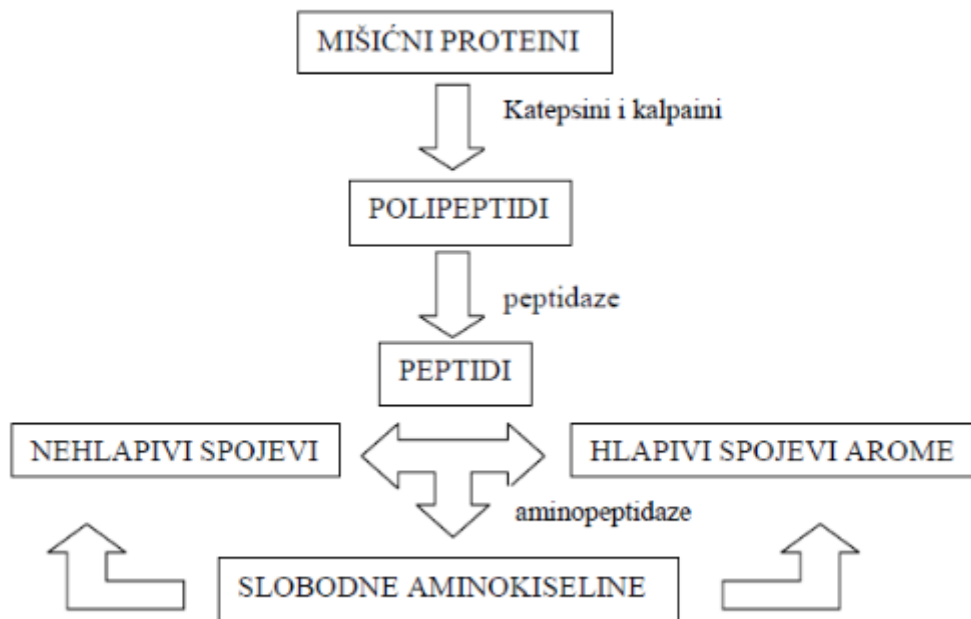 MIŠIĆNI PROTEINI
Katepsini i kalpaini
POLIPEPTIDI
peptidaze
PEPTIDI
NEHLAPIVI SPOJEVI
HLAPIVI SPOJEVI AROME
aminopeptidaze
SLOBODNE AMINOKISELINE